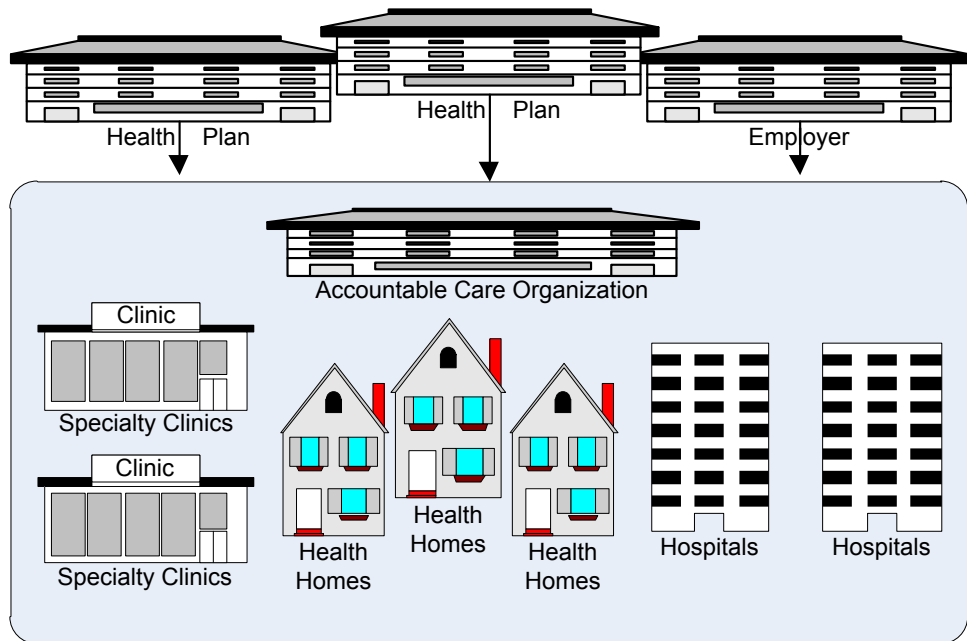 Health Plan
Health Plan
Employer
Accountable Care Organization
Clinic
Specialty Clinics
Clinic
Specialty Clinics
Health
Homes
Health
Homes
Health
Homes
Hospitals
Hospitals